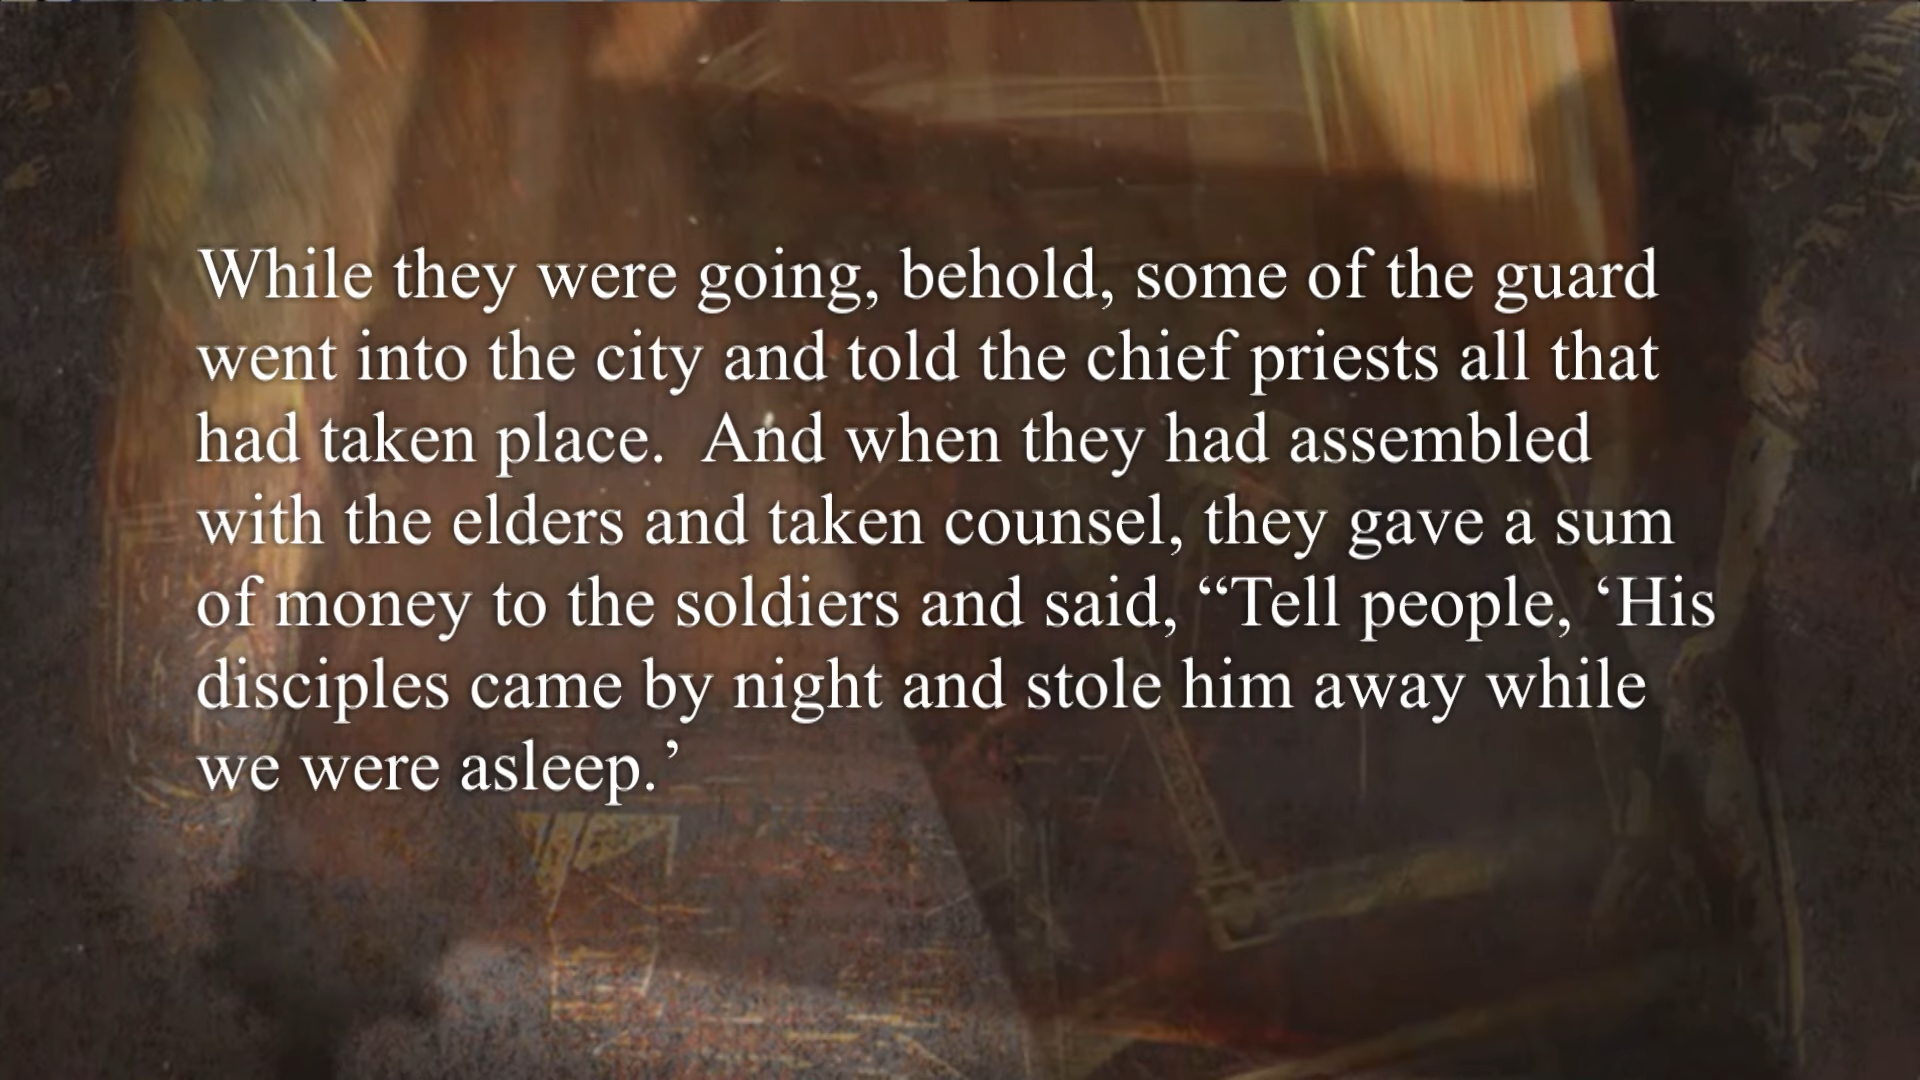 While they were going, behold, some of the guard
went into the city and told the chief priests all that
had taken place.  And when they had assembled
with the elders and taken counsel, they gave a sum
of money to the soldiers and said, “Tell people, ‘His
disciples came by night and stole him away while
we were asleep.’